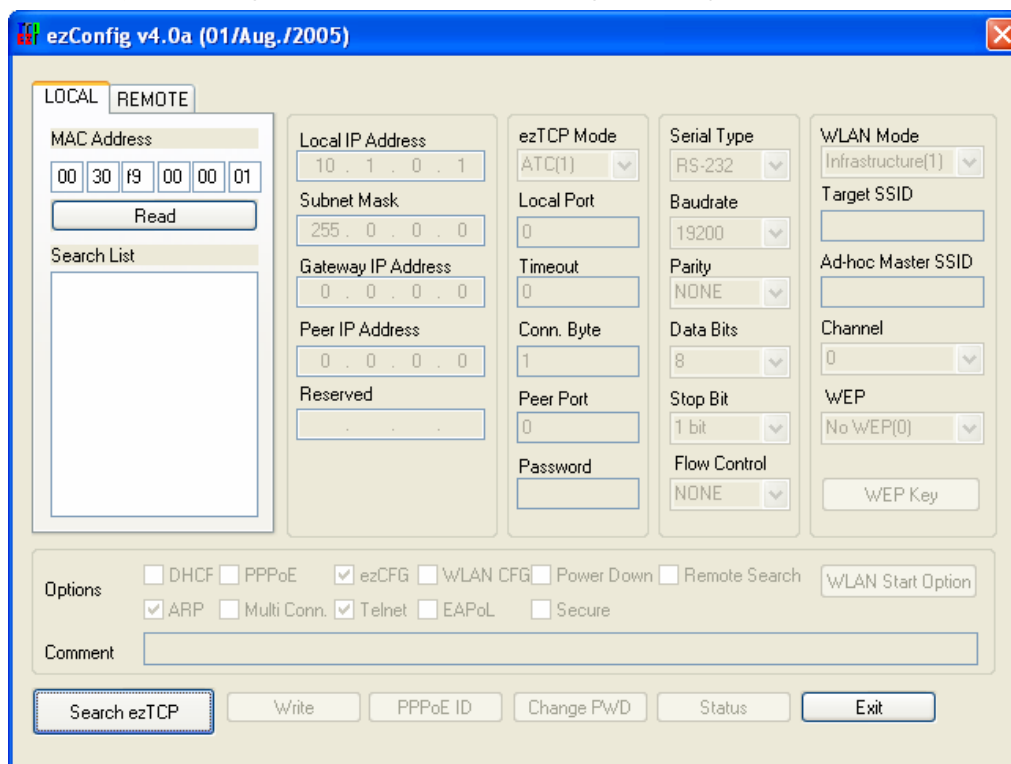 ezConfig v4.0a (01/Aug./2005)
LOCAL
REMOTE
MAC Address
00 30 f9 00 00 01
Read
Search List
Local IP Address
10 . 1 . 0 . 1
Subnet Mask
255 . 0 . 0 . 0
Gateway IP Address
0 . 0 . 0 . 0
Peer IP Address
0 . 0 . 0 . 0
Reserved
. . .
ezTCP Mode
ATC(1)
Local Port
0
Timeout
0
Conn. Byte
1
Peer Port
0
Password
Serial Type
RS-232
Baudrate
19200
Parity
NONE
Data Bits
8
Stop Bit
1 bit
Flow Control
NONE
WLAN Mode
Infrastructure(1)
Target SSID
Ad-hoc Master SSID
Channel
0
WEP
No WEP(0)
WEP Key
Options
DHCF PPPoE ezCFG WLAN CFG Power Down Remote Search
ARP Multi Conn. Telnet EAPoL Secure
WLAN Start Option
Comment
Search ezTCP
Write
PPPoE ID
Change PWD
Status
Exit